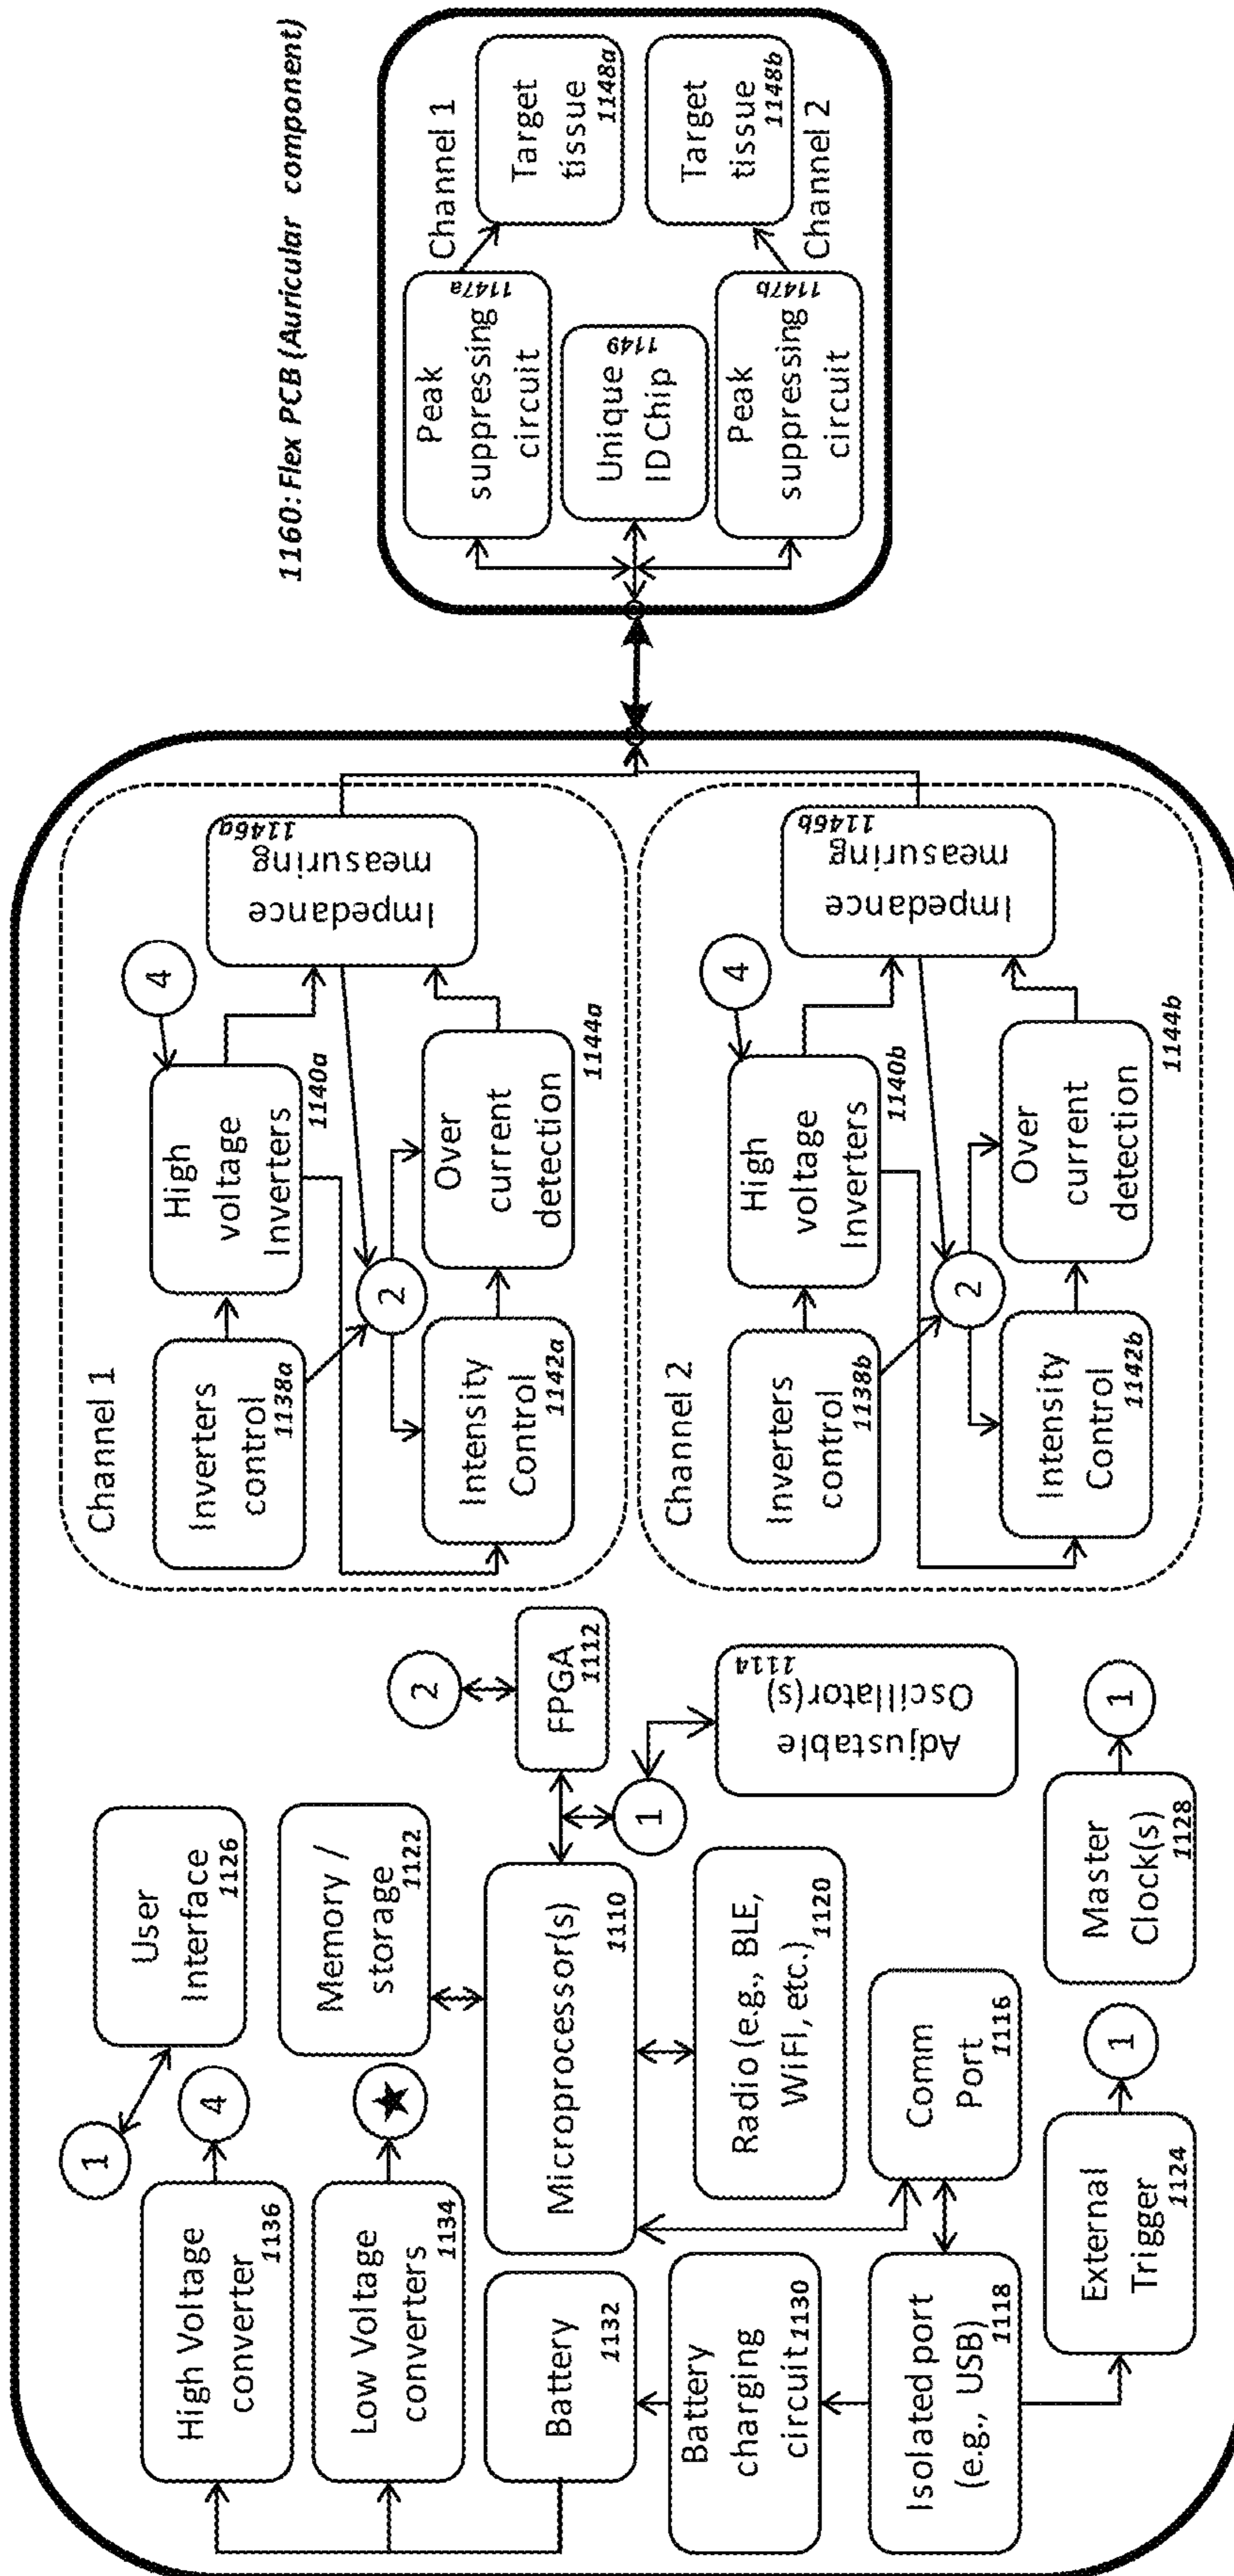 High Voltage
converter
1136
4
1
User
Interface
1126
Low Voltage
converters
1134
★
Memory /
storage
1122
Battery
1132
Microprocessor(s)
1110
FPGA
1112
2
1
Adjustable
Oscillator(s)
1114
Battery
charging
circuit 1130
Radio (e.g., BLE,
WiFI, etc.)
1120
Isolated port
(e.g., USB)
1118
Comm
Port
1116
External
Trigger
1124
1
Master
Clock(s)
1128
1
Channel 1
Inverters
control
1138a
High
voltage
Inverters
1140a
4
2
Intensity
Control
1142a
Over
current
detection
1144a
Impedance
measuring
1146a
Channel 2
Inverters
control
1138b
High
voltage
Inverters
1140b
4
2
Intensity
Control
1142b
Over
current
detection
1144b
Impedance
measuring
1146b
1160: Flex PCB (Auricular component)
Peak
suppressing
circuit
1147a
Channel 1
Target
tissue
1148a
Unique
ID Chip
1149
Peak
suppressing
circuit
1147b
Channel 2
Target
tissue
1148b